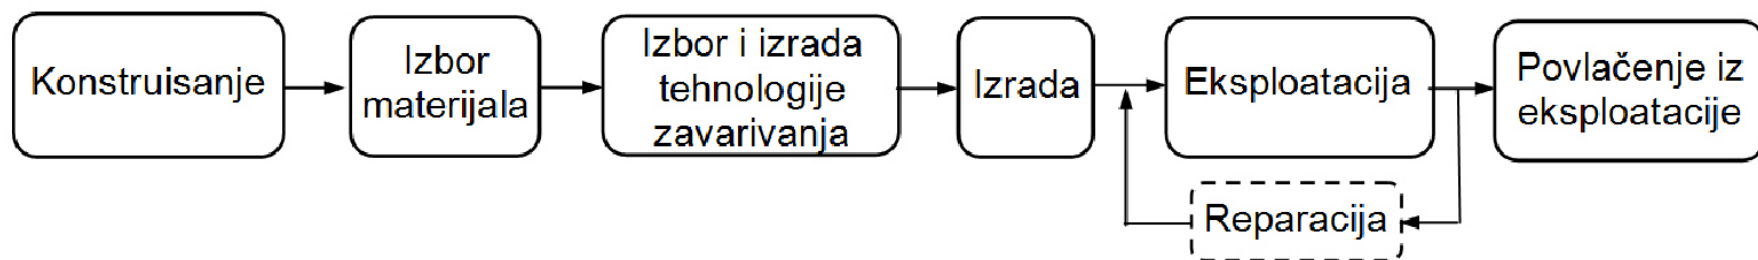 Konstruisanje
Izbor
materijala
Izbor i izrada
tehnologije
zavarivanja
Izrada
Eksploatacija
Povlačenje iz
eksploatacije
Reparacija